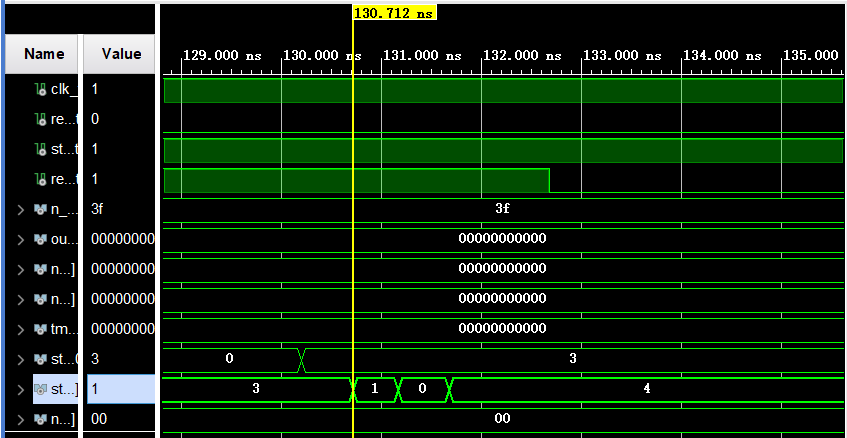 130.712 ns
Name Value 129.000 ns 130.000 ns 131.000 ns 132.000 ns 133.000 ns 134.000 ns 135.000
clk_ 1
re...t 0
st...t 1
re...t 1
n_... 3f 3f
ou... 00000000 00000000000
n...] 00000000 00000000000
n...] 00000000 00000000000
tm... 00000000 00000000000
st...0 3 0 3
st...] 1 3 1 0 4
n...] 00 00